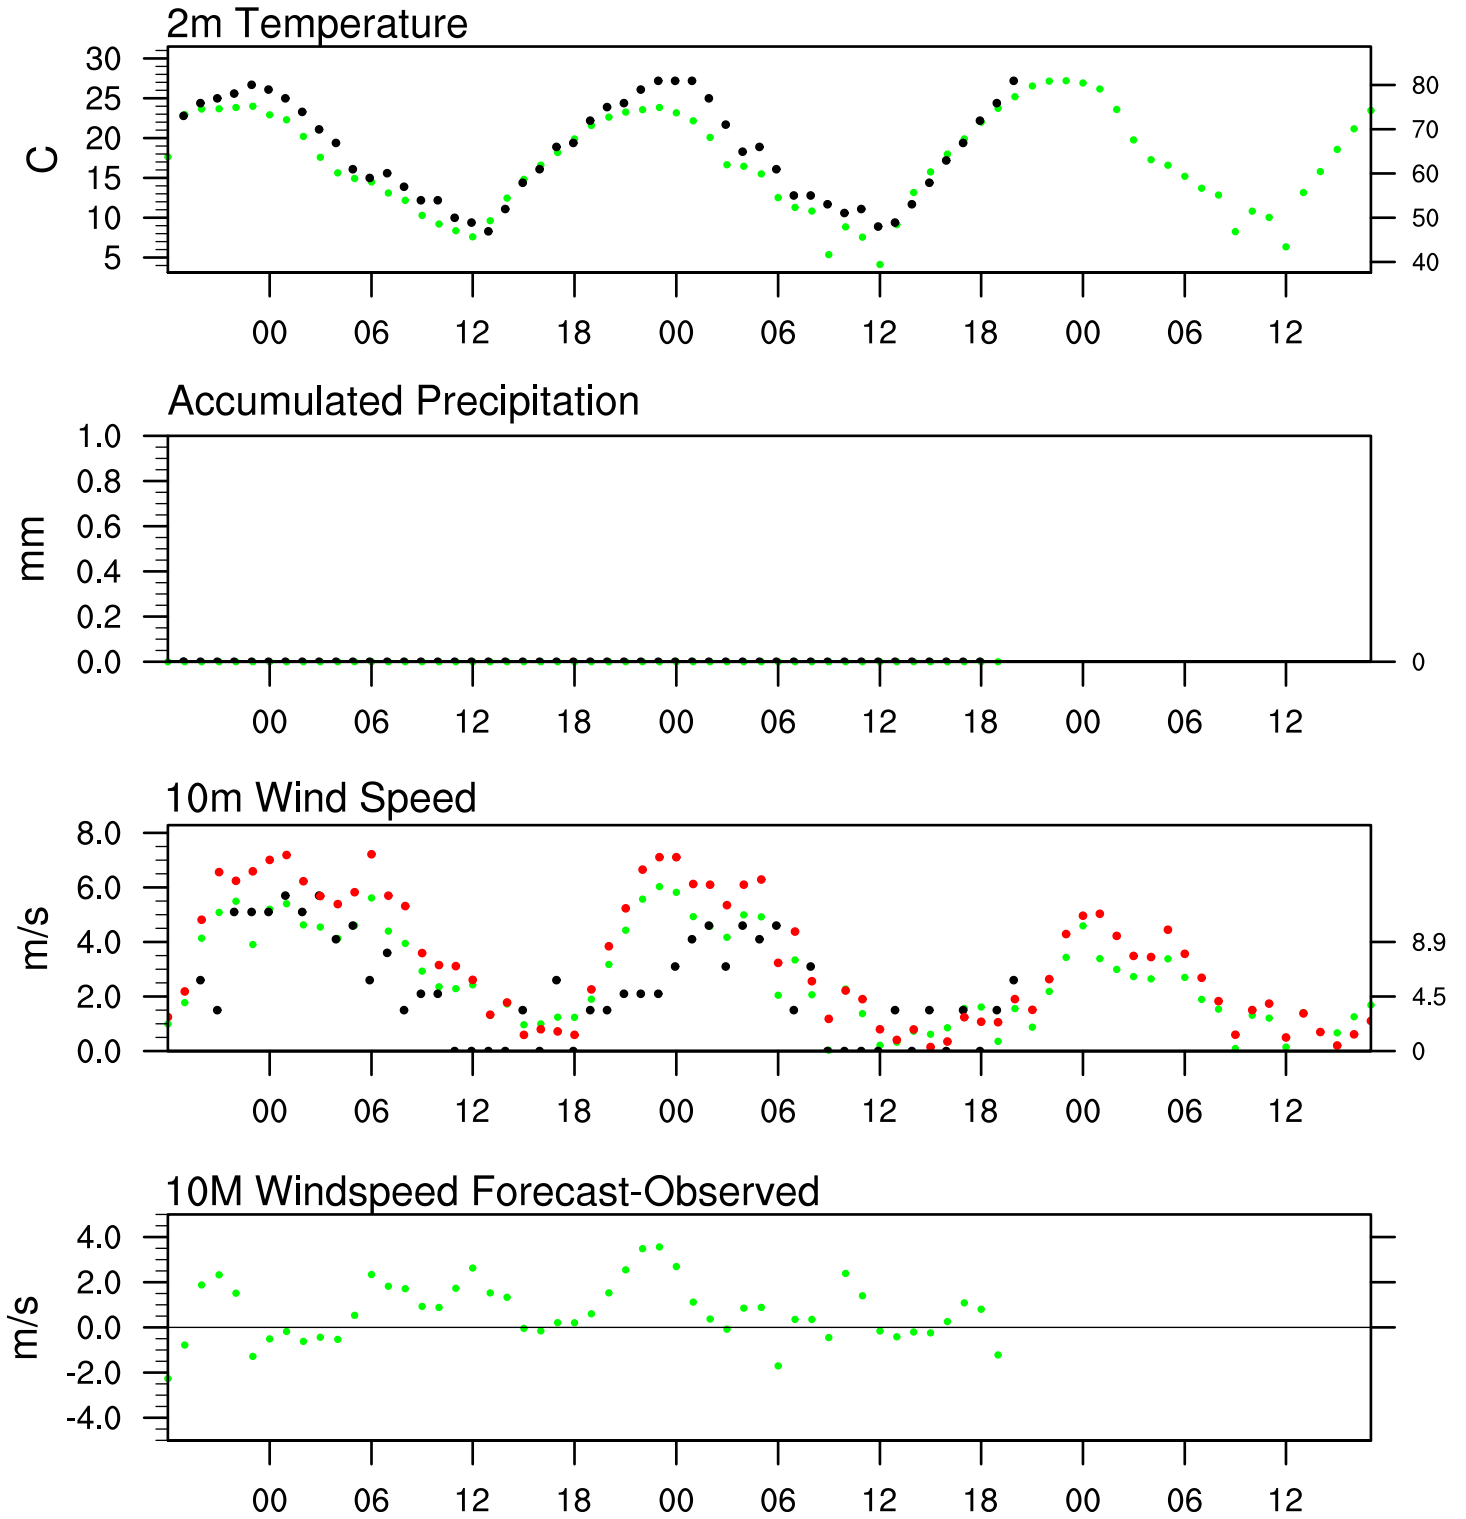 2m Temperature
30
25
20
15
10
5
C
80
70
60
50
40
00 06 12 18 00 06 12 18 00 06 12
Accumulated Precipitation
1.0
0.8
0.6
0.4
0.2
0.0
mm
0
00 06 12 18 00 06 12 18 00 06 12
10m Wind Speed
8.0
6.0
4.0
2.0
0.0
m/s
8.9
4.5
0
00 06 12 18 00 06 12 18 00 06 12
10M Windspeed Forecast-Observed
4.0
2.0
0.0
-2.0
-4.0
m/s
00 06 12 18 00 06 12 18 00 06 12